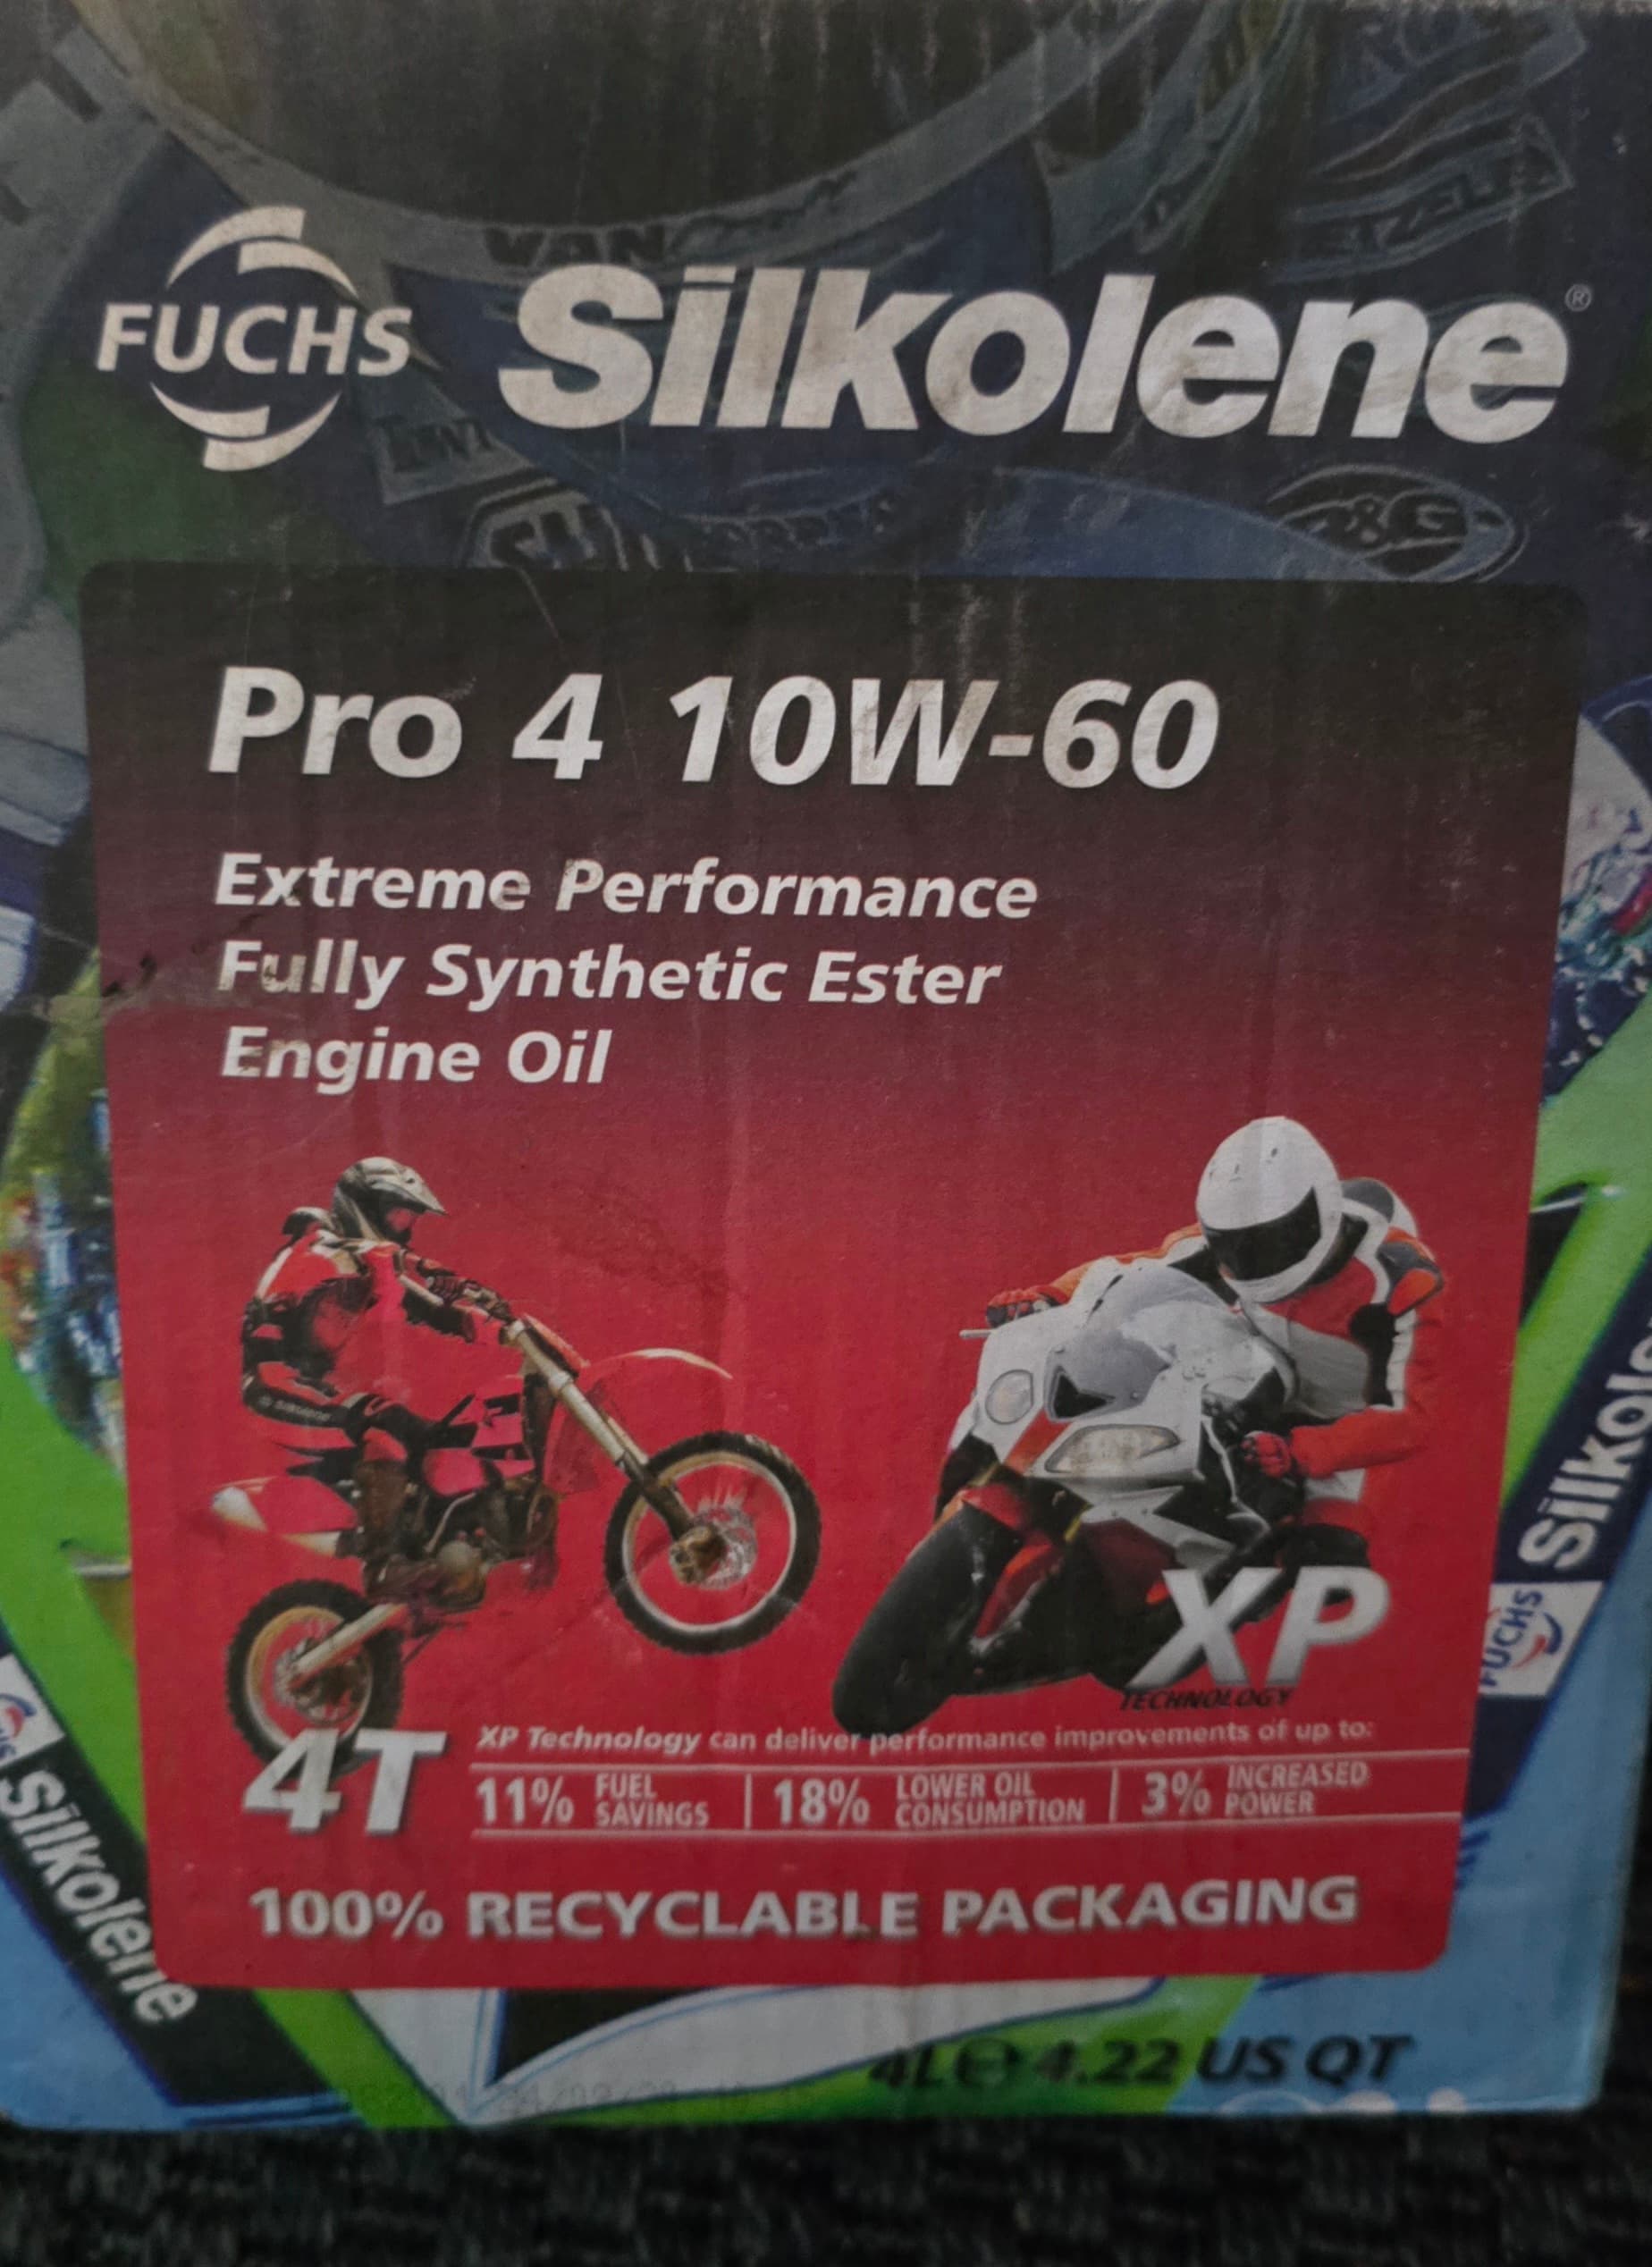 VAN
FUCHS
Silkolene®
R&G
Pro 4 10W-60
Extreme Performance
Fully Synthetic Ester
Engine Oil
XP
TECHNOLOGY
4T
XP Technology can deliver performance improvements of up to:
11% FUEL SAVINGS
18% LOWER OIL CONSUMPTION
3% INCREASED POWER
100% RECYCLABLE PACKAGING
Silkolene
FUCHS
4L e 4.22 US QT